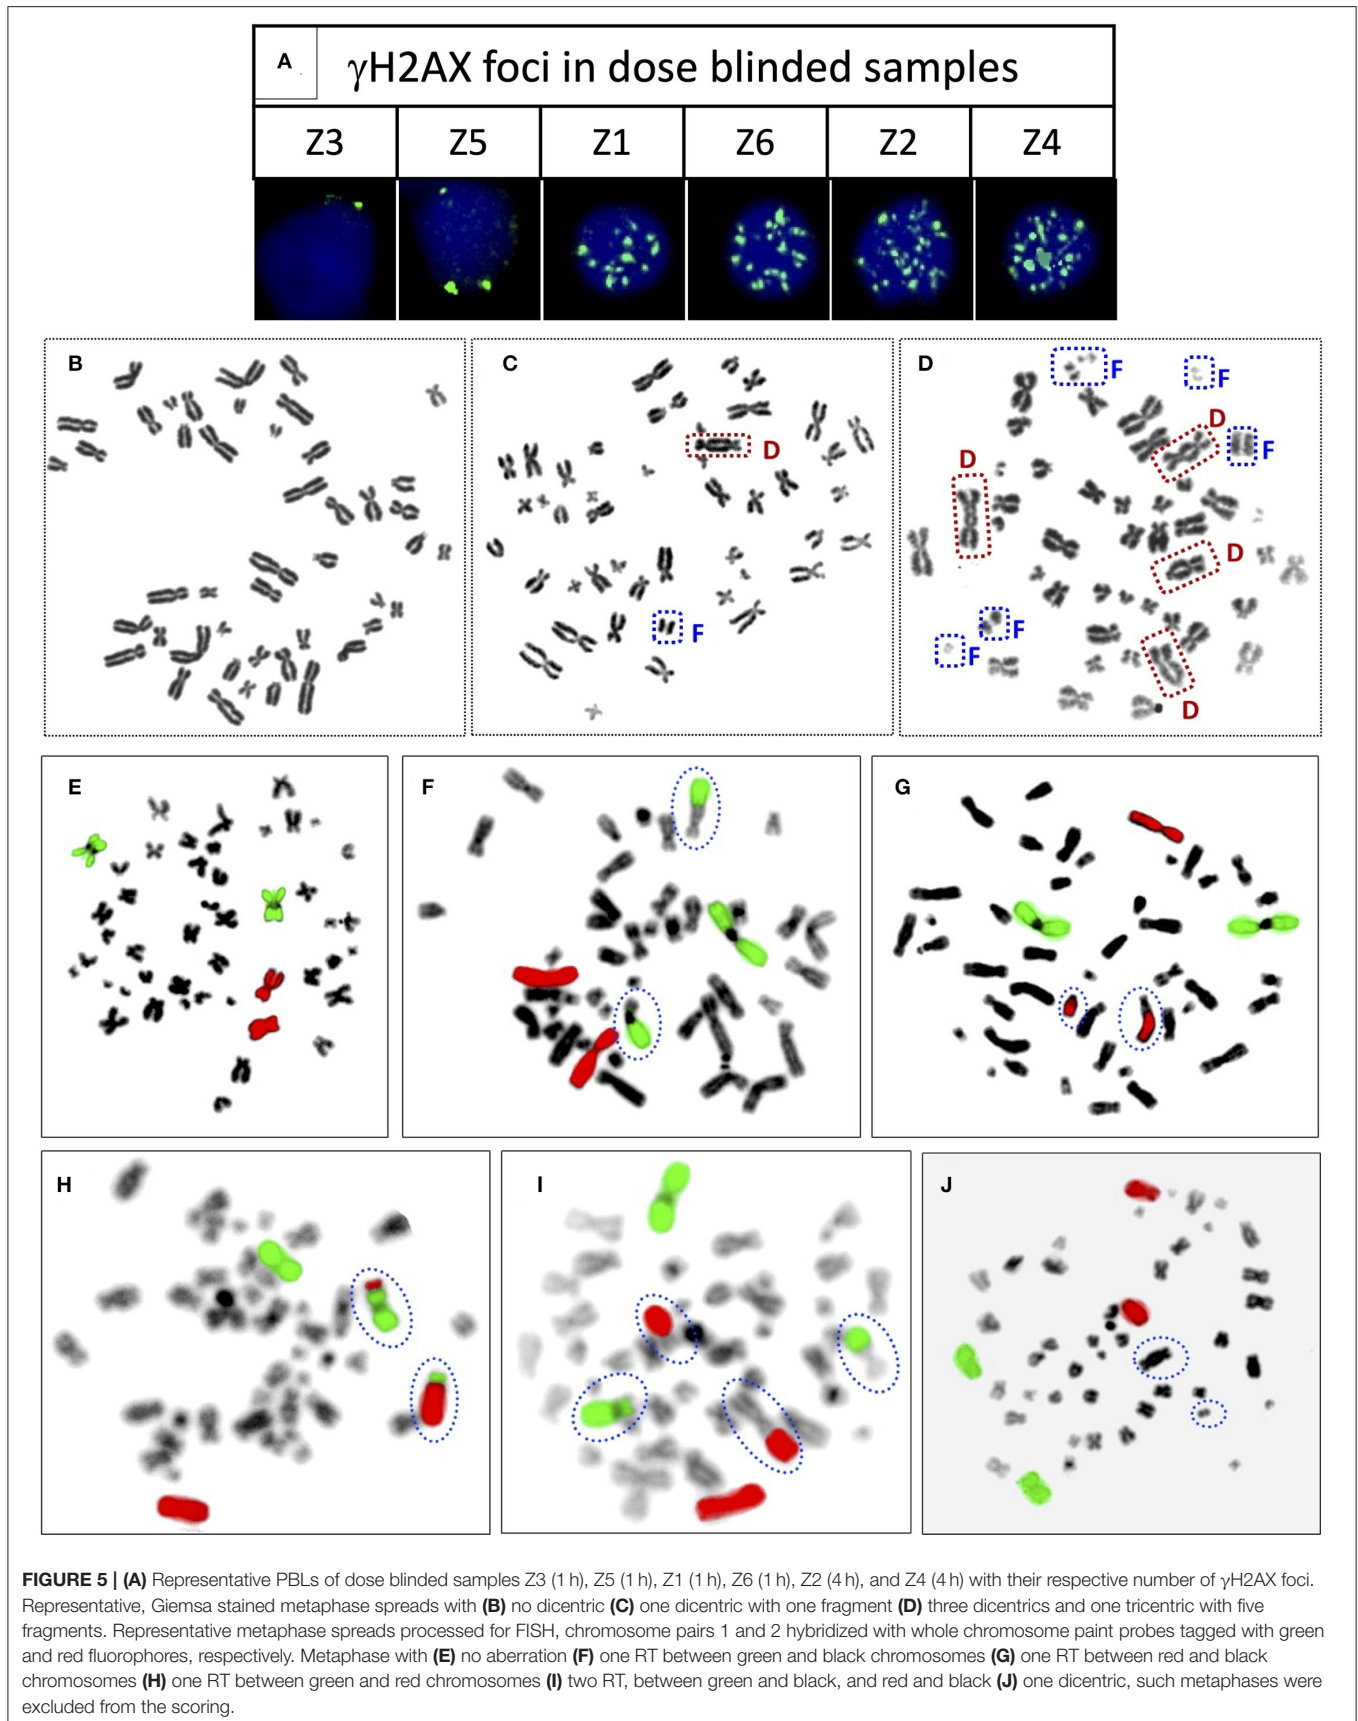 A
γH2AX foci in dose blinded samples
Z3 Z5 Z1 Z6 Z2 Z4
B
C
D
F
F
D
D
F
D
D
F
F
F
D
E
F
G
H
I
J
FIGURE 5 | (A) Representative PBLs of dose blinded samples Z3 (1 h), Z5 (1 h), Z1 (1 h), Z6 (1 h), Z2 (4 h), and Z4 (4 h) with their respective number of γH2AX foci.
Representative, Giemsa stained metaphase spreads with (B) no dicentric (C) one dicentric with one fragment (D) three dicentrics and one tricentric with five
fragments. Representative metaphase spreads processed for FISH, chromosome pairs 1 and 2 hybridized with whole chromosome paint probes tagged with green
and red fluorophores, respectively. Metaphase with (E) no aberration (F) one RT between green and black chromosomes (G) one RT between red and black
chromosomes (H) one RT between green and red chromosomes (I) two RT, between green and black, and red and black (J) one dicentric, such metaphases were
excluded from the scoring.